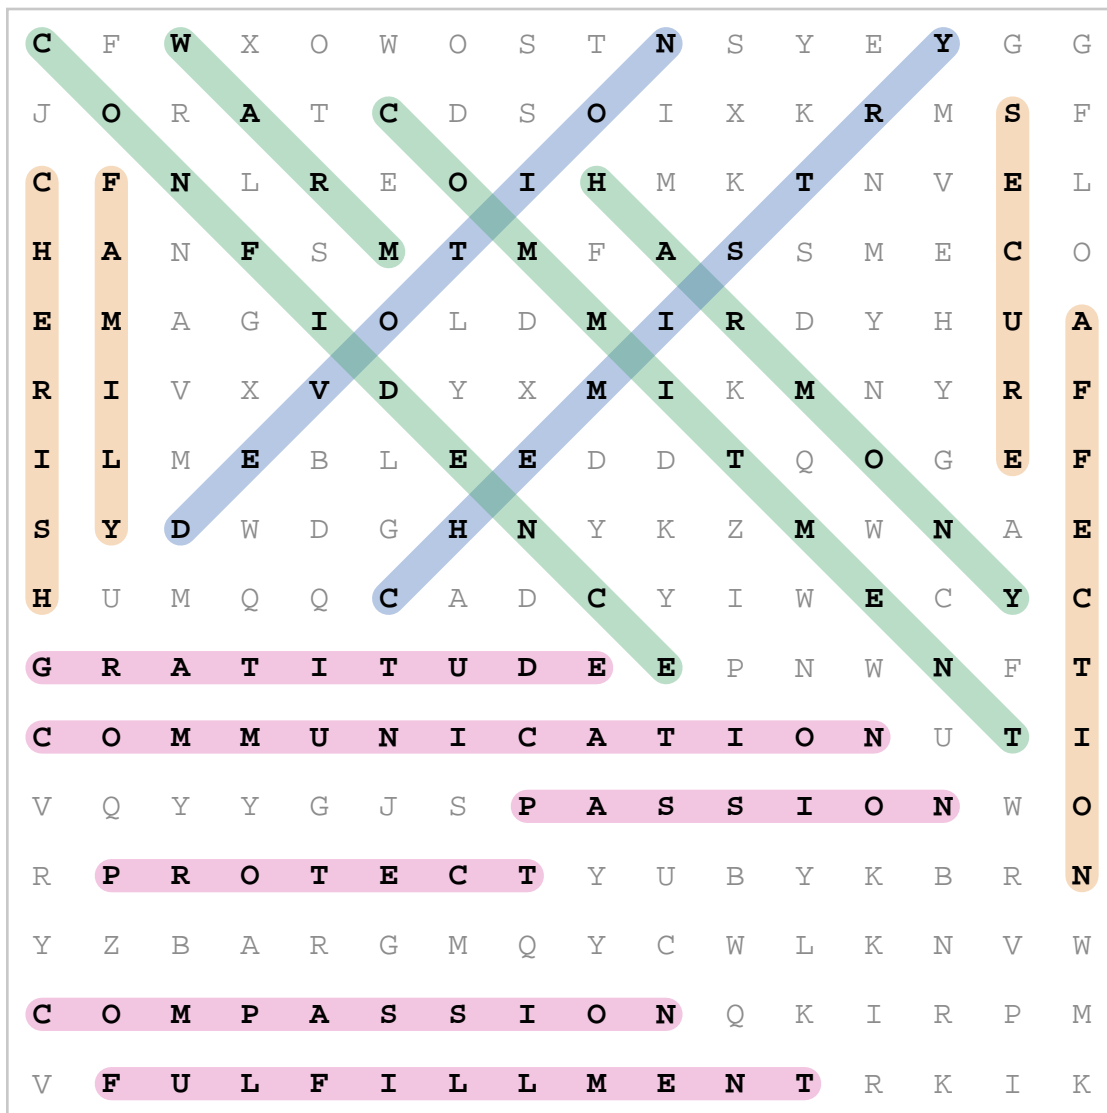 C F W X O W O S T N S Y E Y G G
J O R A T C D S O I X K R M S F
C F N L R E O I H M K T N V E L
H A N F S M T M F A S S M E C O
E M A G I O L D M I R D Y H U A
R I V X V D Y X M I K M N Y R F
I L M E B L E E D D T Q O G E F
S Y D W D G H N Y K Z M W N A E
H U M Q Q C A D C Y I W E C Y C
G R A T I T U D E E P N W N F T
C O M M U N I C A T I O N U T I
V Q Y Y G J S P A S S I O N W O
R P R O T E C T Y U B Y K B R N
Y Z B A R G M Q Y C W L K N V W
C O M P A S S I O N Q K I R P M
V F U L F I L L M E N T R K I K